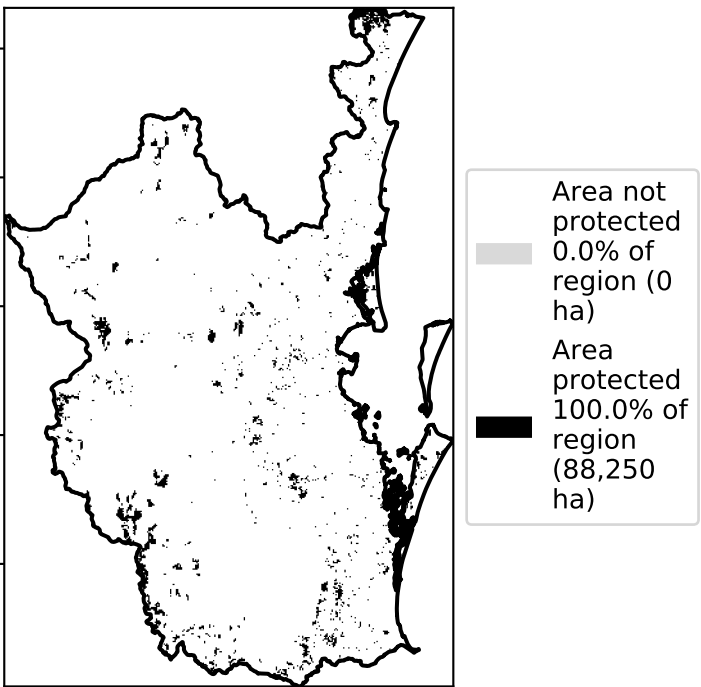 Area not
protected
0.0% of
region (0
ha)
Area
protected
100.0% of
region
(88,250
ha)